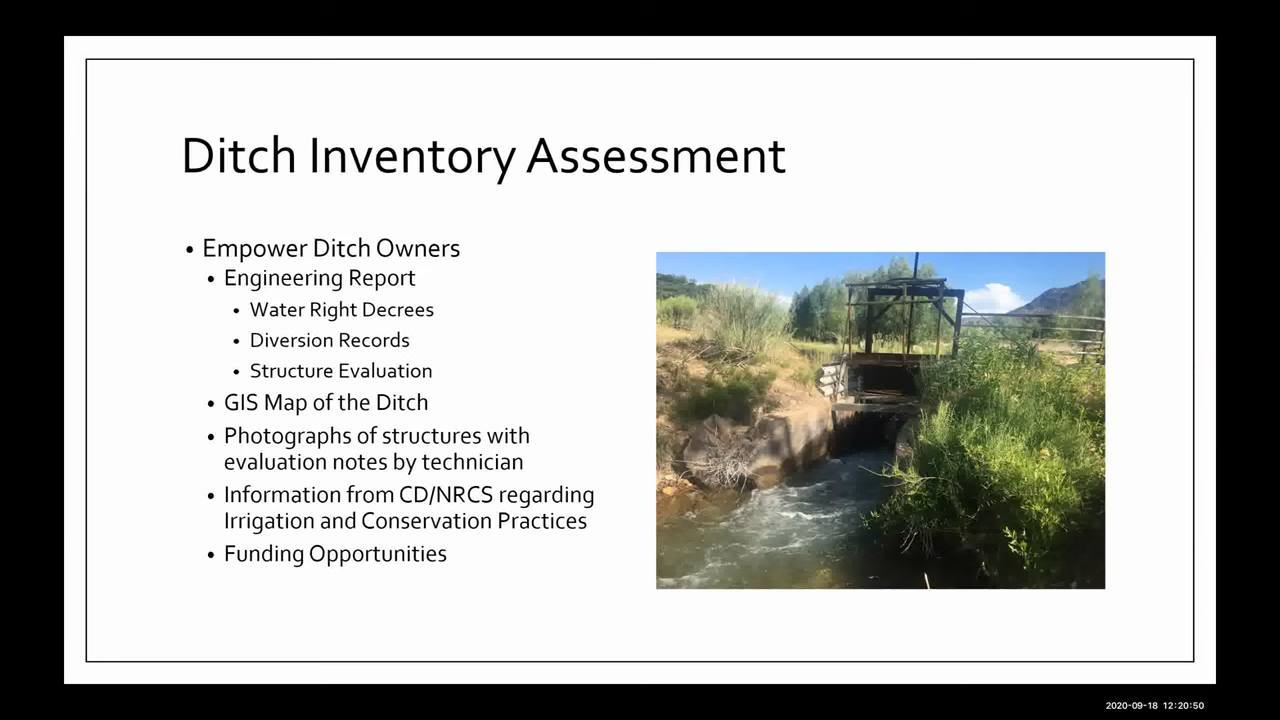 Ditch Inventory Assessment
• Empower Ditch Owners
• Engineering Report
• Water Right Decrees
• Diversion Records
• Structure Evaluation
• GIS Map of the Ditch
• Photographs of structures with
evaluation notes by technician
• Information from CD/NRCS regarding
Irrigation and Conservation Practices
• Funding Opportunities
2020-09-18 12:20:50